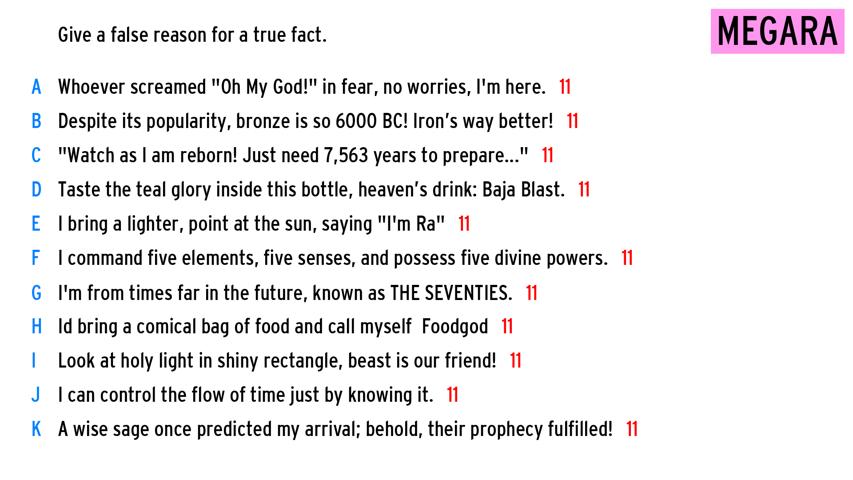 Give a false reason for a true fact.
MEGARA
A Whoever screamed "Oh My God!" in fear, no worries, I'm here. 11
B Despite its popularity, bronze is so 6000 BC! Iron's way better! 11
C "Watch as I am reborn! Just need 7,563 years to prepare..." 11
D Taste the teal glory inside this bottle, heaven's drink: Baja Blast. 11
E I bring a lighter, point at the sun, saying "I'm Ra" 11
F I command five elements, five senses, and possess five divine powers. 11
G I'm from times far in the future, known as THE SEVENTIES. 11
H Id bring a comical bag of food and call myself  Foodgod 11
I Look at holy light in shiny rectangle, beast is our friend! 11
J I can control the flow of time just by knowing it. 11
K A wise sage once predicted my arrival; behold, their prophecy fulfilled! 11